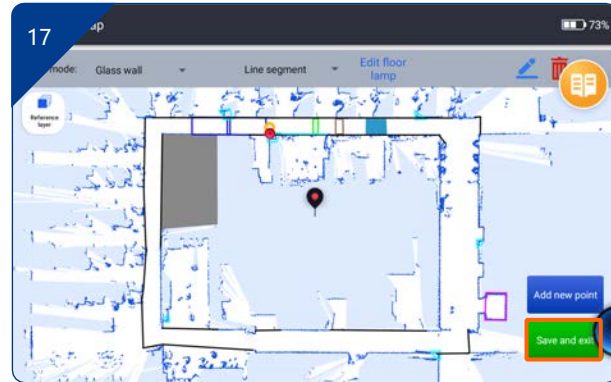 17
ap
73%
mode:
Glass wall
Line segment
Edit floor
lamp
Reference
layer
Add new point
Save and exit